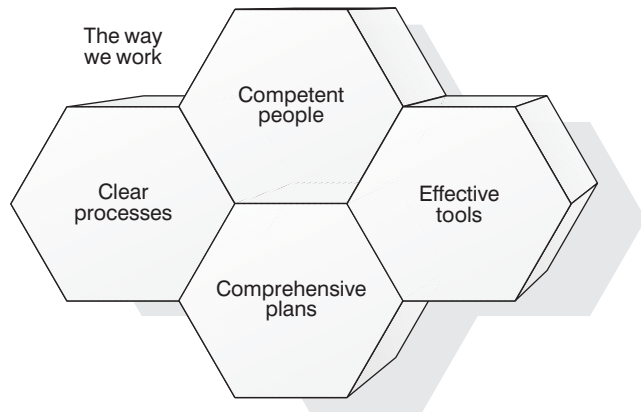 The way
we work
Competent
people
Clear
processes
Effective
tools
Comprehensive
plans